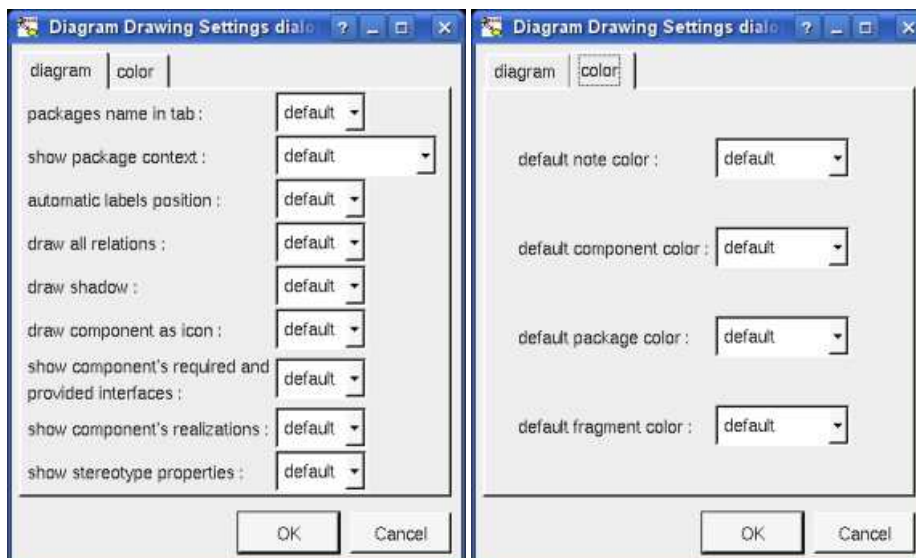 Diagram Drawing Settings dialo
diagram color
packages name in tab : default
show package context : default
automatic labels position : default
draw all relations : default
draw shadow : default
draw component as icon : default
show component's required and
provided interfaces : default
show component's realizations : default
show stereotype properties : default
OK Cancel
Diagram Drawing Settings dialo
diagram color
default note color : default
default component color : default
default package color : default
default fragment color : default
OK Cancel